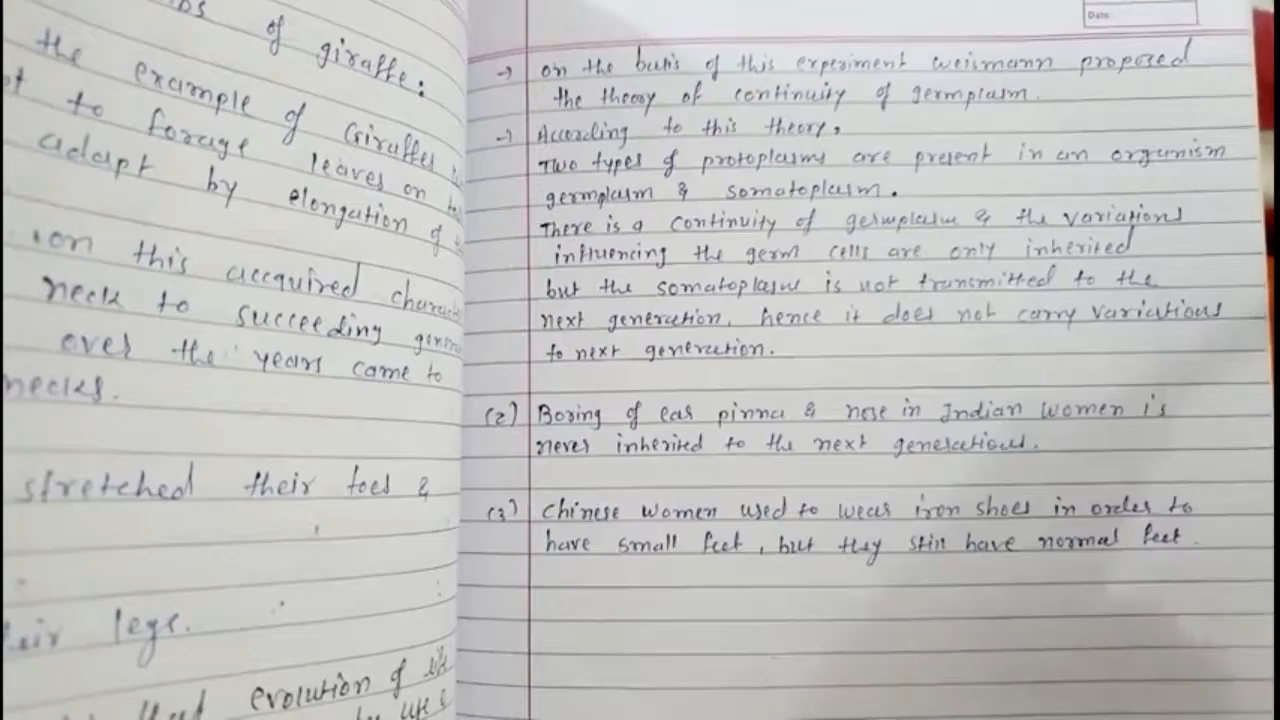 of giraffe:
the example of Giraffes
to forage leaves on
adapt by elongation of
on this accquired charac
neck to succeeding gen
over the years came to
necks.
stretched their toes &
legs.
evolution of
Date
→ on the basis of this experiment weismann proposed
the theory of continuity of germplasm.
→ According to this theory,
Two types of protoplasms are present in an organism
germplasm & somatoplasm.
There is a continuity of germplasm & the variations
influencing the germ cells are only inherited
but the somatoplasm is not transmitted to the
next generation, hence it does not carry variations
to next generation.
(2) Boring of ear pinna & nose in Indian women is
never inherited to the next generations.
(3) Chinese women used to wear iron shoes in order to
have small feet, but they still have normal feet.